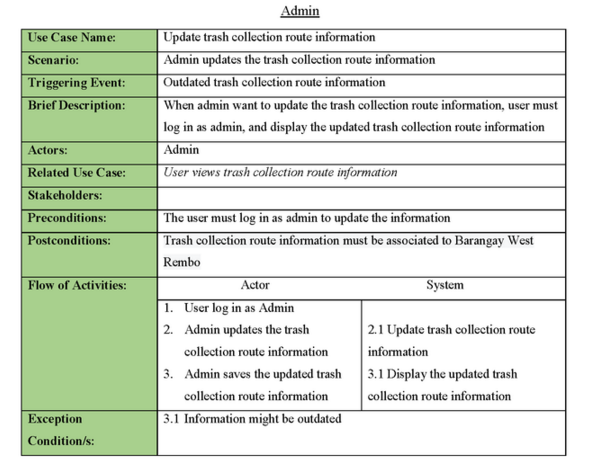 Admin
Use Case Name: Update trash collection route information
Scenario: Admin updates the trash collection route information
Triggering Event: Outdated trash collection route information
Brief Description: When admin want to update the trash collection route information, user must
log in as admin, and display the updated trash collection route information
Actors: Admin
Related Use Case: User views trash collection route information
Stakeholders:
Preconditions: The user must log in as admin to update the information
Postconditions: Trash collection route information must be associated to Barangay West
Rembo
Flow of Activities: Actor System
1. User log in as Admin
2. Admin updates the trash
collection route information
3. Admin saves the updated trash
collection route information
2.1 Update trash collection route
information
3.1 Display the updated trash
collection route information
Exception
Condition/s:
3.1 Information might be outdated